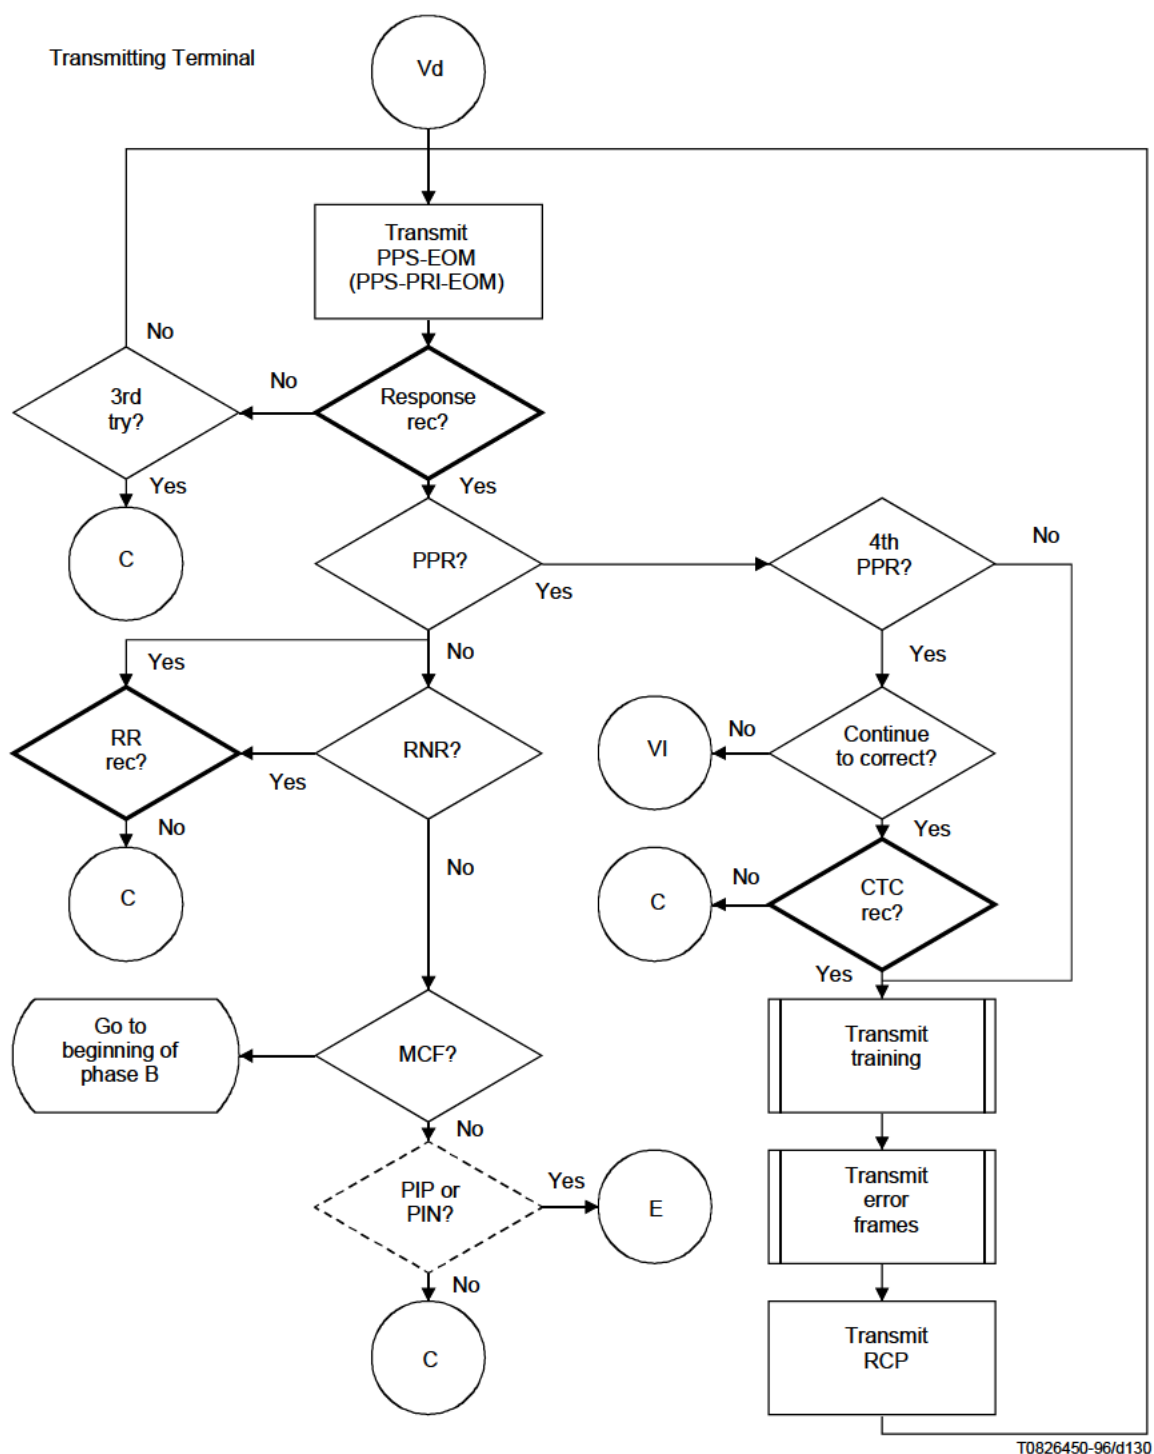 Transmitting Terminal
Vd
Transmit
PPS-EOM
(PPS-PRI-EOM)
No
3rd
try?
No
Response
rec?
Yes
Yes
C
PPR?
Yes
4th
PPR?
No
Yes
No
Yes
RR
rec?
Yes
RNR?
VI
No
Continue
to correct?
No
Yes
C
No
C
No
CTC
rec?
Yes
Go to
beginning of
phase B
MCF?
Transmit
training
No
PIP or
PIN?
Yes
E
Transmit
error
frames
No
C
Transmit
RCP
T0826450-96/d130